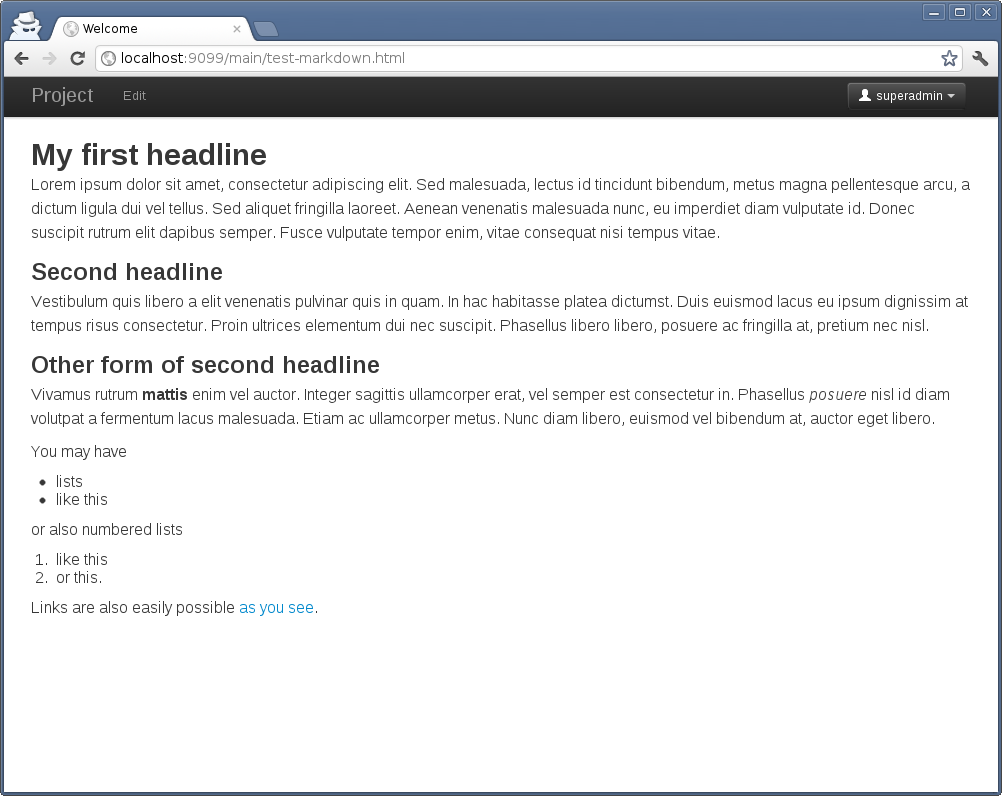 Welcome
localhost:9099/main/test-markdown.html
Project Edit superadmin
My first headline
Lorem ipsum dolor sit amet, consectetur adipiscing elit. Sed malesuada, lectus id tincidunt bibendum, metus magna pellentesque arcu, a
dictum ligula dui vel tellus. Sed aliquet fringilla laoreet. Aenean venenatis malesuada nunc, eu imperdiet diam vulputate id. Donec
suscipit rutrum elit dapibus semper. Fusce vulputate tempor enim, vitae consequat nisi tempus vitae.
Second headline
Vestibulum quis libero a elit venenatis pulvinar quis in quam. In hac habitasse platea dictumst. Duis euismod lacus eu ipsum dignissim at
tempus risus consectetur. Proin ultrices elementum dui nec suscipit. Phasellus libero libero, posuere ac fringilla at, pretium nec nisl.
Other form of second headline
Vivamus rutrum mattis enim vel auctor. Integer sagittis ullamcorper erat, vel semper est consectetur in. Phasellus posuere nisl id diam
volutpat a fermentum lacus malesuada. Etiam ac ullamcorper metus. Nunc diam libero, euismod vel bibendum at, auctor eget libero.
You may have
• lists
• like this
or also numbered lists
1. like this
2. or this.
Links are also easily possible as you see.